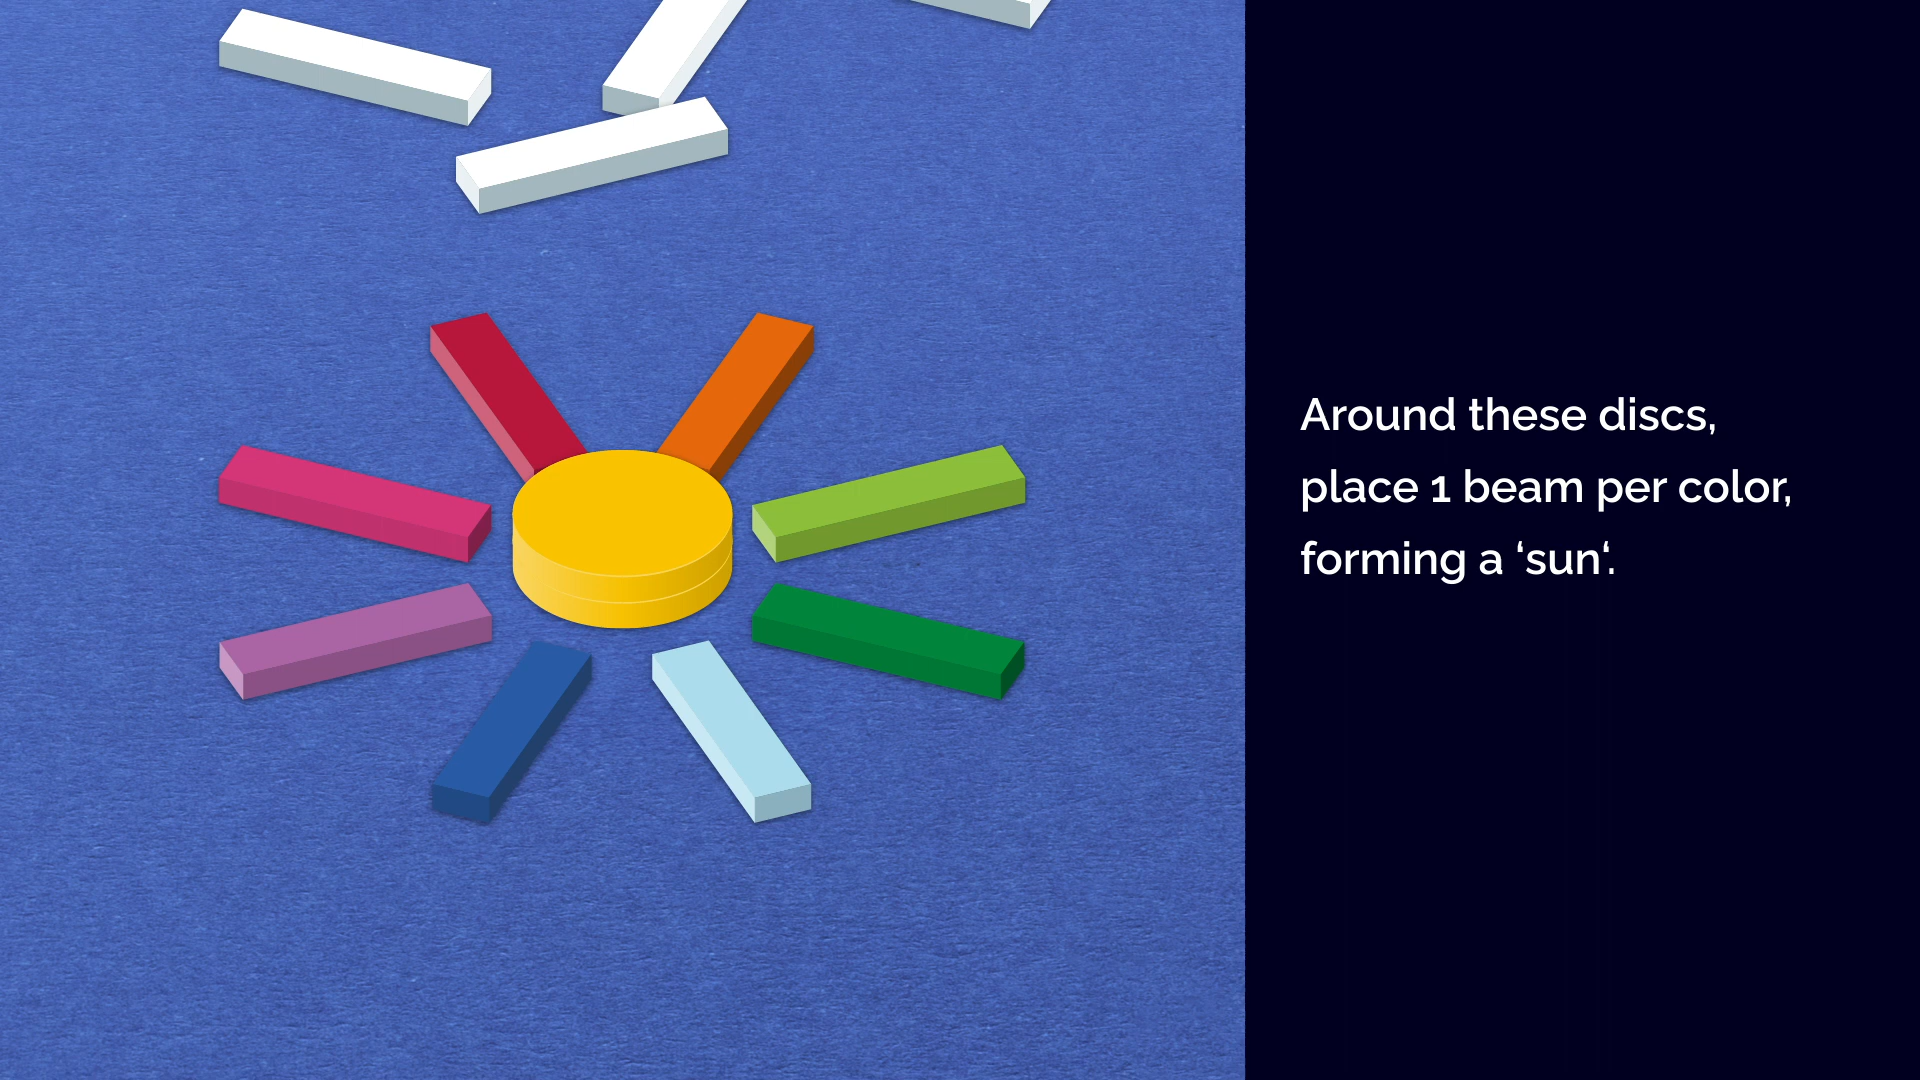 Around these discs,
place 1 beam per color,
forming a ‘sun‘.